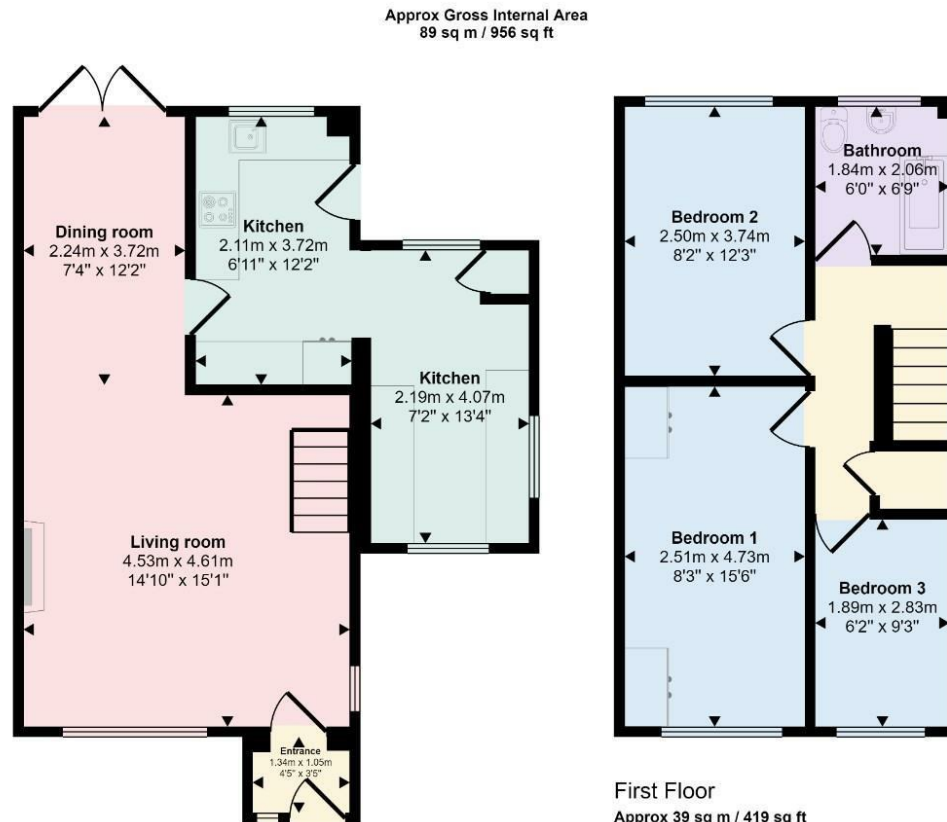 Approx Gross Internal Area
89 sq m / 956 sq ft
Dining room
2.24m x 3.72m
7'4" x 12'2"
Kitchen
2.11m x 3.72m
6'11" x 12'2"
Kitchen
2.19m x 4.07m
7'2" x 13'4"
Living room
4.53m x 4.61m
14'10" x 15'1"
Entrance
1.34m x 1.05m
4'5" x 3'5"
Bedroom 2
2.50m x 3.74m
8'2" x 12'3"
Bathroom
1.84m x 2.06m
6'0" x 6'9"
Bedroom 1
2.51m x 4.73m
8'3" x 15'6"
Bedroom 3
1.89m x 2.83m
6'2" x 9'3"
First Floor
Approx 39 sq m / 419 sq ft